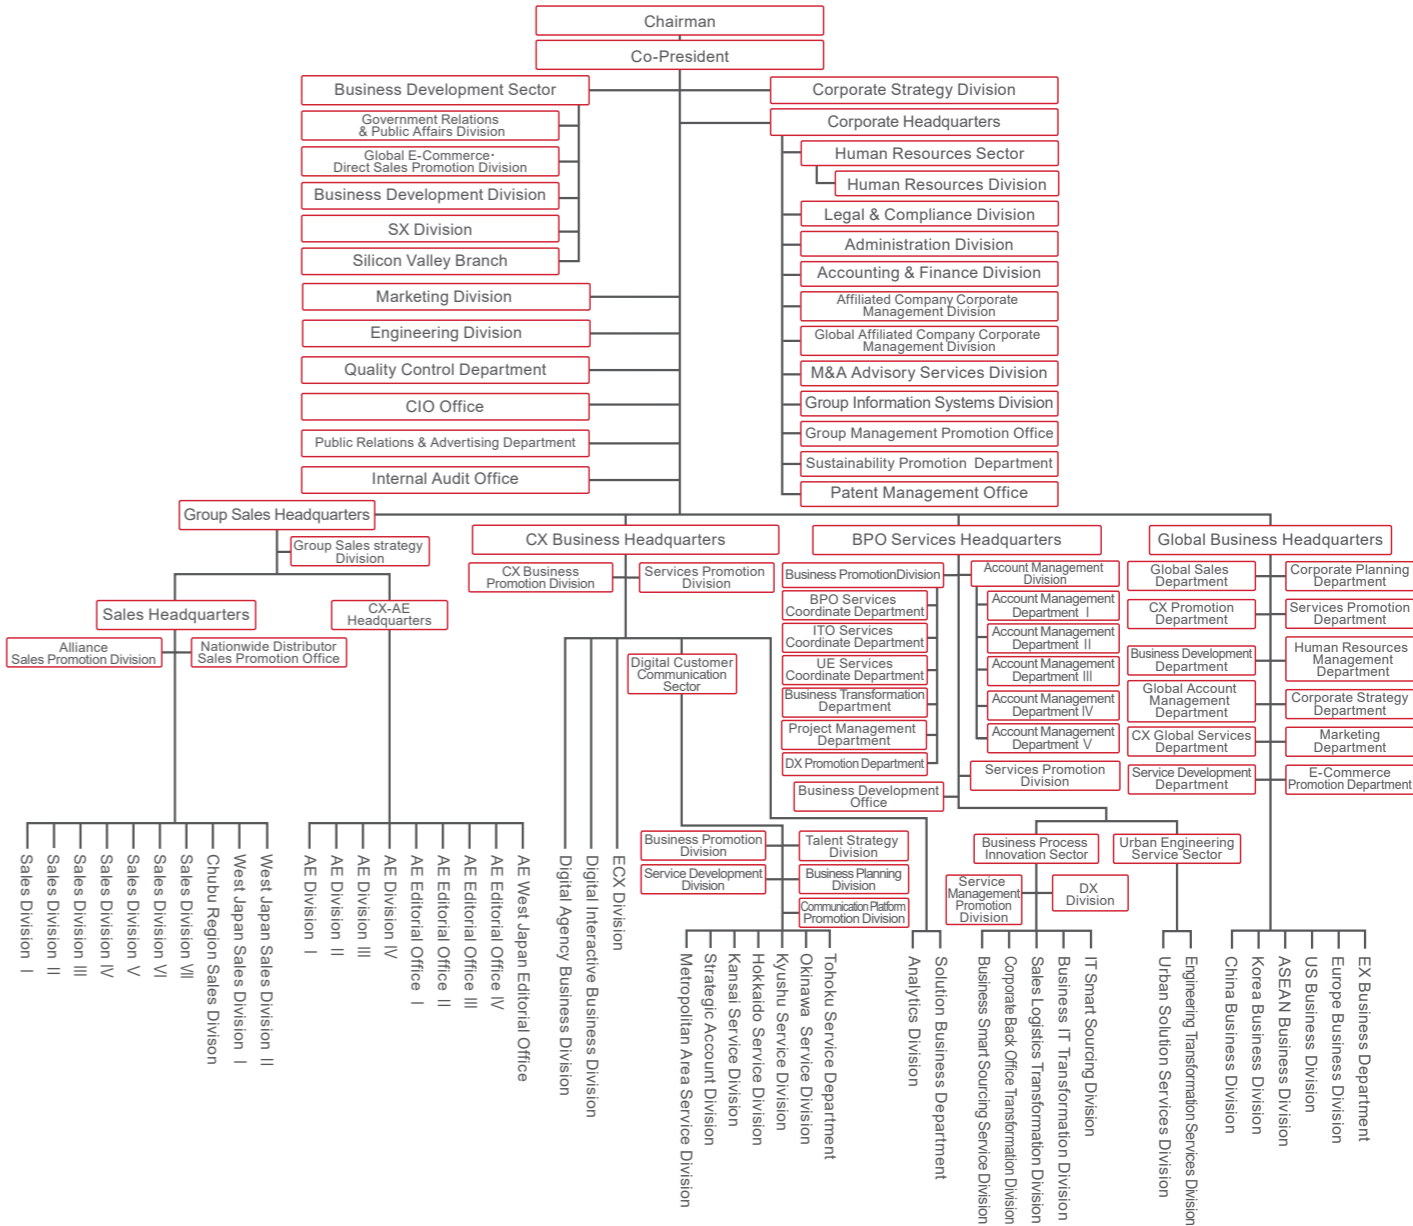 Chairman
Co-President
Business Development Sector
Government Relations
& Public Affairs Division
Global E-Commerce·
Direct Sales Promotion Division
Business Development Division
SX Division
Silicon Valley Branch
Marketing Division
Engineering Division
Quality Control Department
CIO Office
Public Relations & Advertising Department
Internal Audit Office
Corporate Strategy Division
Corporate Headquarters
Human Resources Sector
Human Resources Division
Legal & Compliance Division
Administration Division
Accounting & Finance Division
Affiliated Company Corporate
Management Division
Global Affiliated Company Corporate
Management Division
M&A Advisory Services Division
Group Information Systems Division
Group Management Promotion Office
Sustainability Promotion Department
Patent Management Office
Group Sales Headquarters
Group Sales strategy
Division
Sales Headquarters
Alliance
Sales Promotion Division
Nationwide Distributor
Sales Promotion Office
CX-AE
Headquarters
Sales Division I
Sales Division II
Sales Division III
Sales Division IV
Sales Division V
Sales Division VI
Sales Division VII
Chubu Region Sales Divison
West Japan Sales Division I
West Japan Sales Division II
AE Division I
AE Division II
AE Division III
AE Division IV
AE Editorial Office I
AE Editorial Office II
AE Editorial Office III
AE Editorial Office IV
AE West Japan Editorial Office
CX Business Headquarters
CX Business
Promotion Division
Services Promotion
Division
Digital Agency Business Division
Digital Interactive Business Division
ECX Division
Digital Customer
Communication
Sector
Business Promotion
Division
Talent Strategy
Division
Service Development
Division
Business Planning
Division
Communication Platform
Promotion Division
Metropolitan Area Service Division
Strategic Account Division
Kansai Service Division
Hokkaido Service Division
Kyushu Service Division
Okinawa Service Division
Tohoku Service Department
Analytics Division
Solution Business Department
BPO Services Headquarters
Business PromotionDivision
BPO Services
Coordinate Department
ITO Services
Coordinate Department
UE Services
Coordinate Department
Business Transformation
Department
Project Management
Department
DX Promotion Department
Business Development
Office
Account Management
Division
Account Management
Department I
Account Management
Department II
Account Management
Department III
Account Management
Department IV
Account Management
Department V
Services Promotion
Division
Business Process
Innovation Sector
Service
Management
Promotion
Division
DX
Division
Business Smart Sourcing Service Division
Corporate Back Office Transformation Division
Sales Logistics Transformation Division
Business IT Transformation Division
IT Smart Sourcing Division
Urban Engineering
Service Sector
Urban Solution Services Division
Engineering Transformation Services Division
Global Business Headquarters
Global Sales
Department
Corporate Planning
Department
CX Promotion
Department
Services Promotion
Department
Business Development
Department
Human Resources
Management
Department
Global Account
Management
Department
Corporate Strategy
Department
CX Global Services
Department
Marketing
Department
Service Development
Department
E-Commerce
Promotion Department
China Business Division
Korea Business Division
ASEAN Business Division
US Business Division
Europe Business Division
EX Business Department